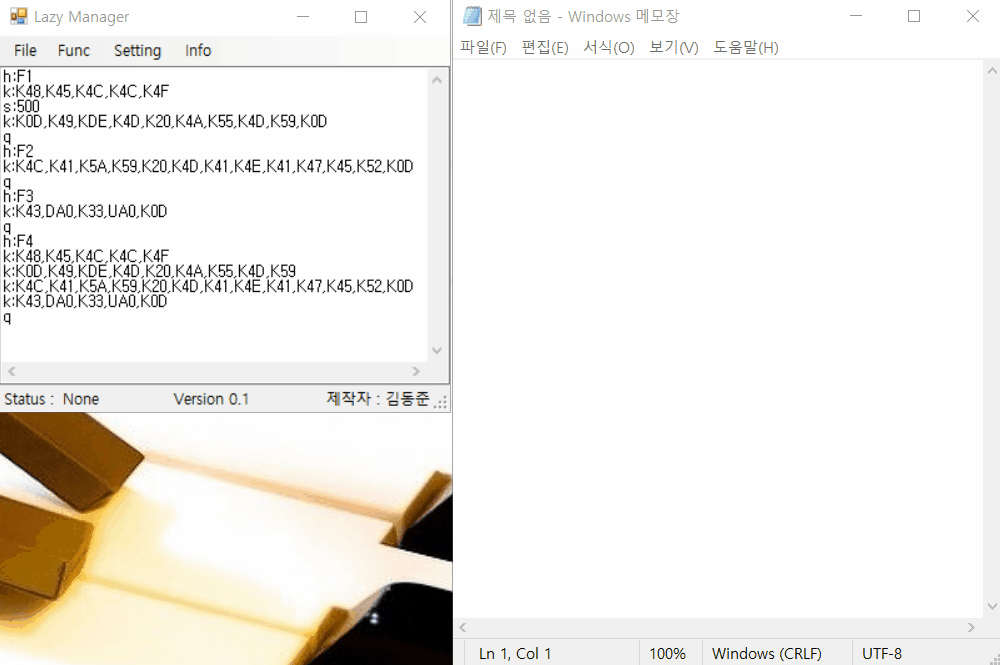 Lazy Manager
File Func Setting Info
h:F1
k:K48,K45,K4C,K4C,K4F
s:500
k:K0D,K49,KDE,K4D,K20,K4A,K55,K4D,K59,K0D
q
h:F2
k:K4C,K41,K5A,K59,K20,K4D,K41,K4E,K41,K47,K45,K52,K0D
q
h:F3
k:K43,DA0,K33,UA0,K0D
q
h:F4
k:K48,K45,K4C,K4C,K4F
k:K0D,K49,KDE,K4D,K20,K4A,K55,K4D,K59
k:K4C,K41,K5A,K59,K20,K4D,K41,K4E,K41,K47,K45,K52,K0D
k:K43,DA0,K33,UA0,K0D
q
Status : None Version 0.1 제작자 : 김동준
제목 없음 - Windows 메모장
파일(F) 편집(E) 서식(O) 보기(V) 도움말(H)
Ln 1, Col 1 100% Windows (CRLF) UTF-8